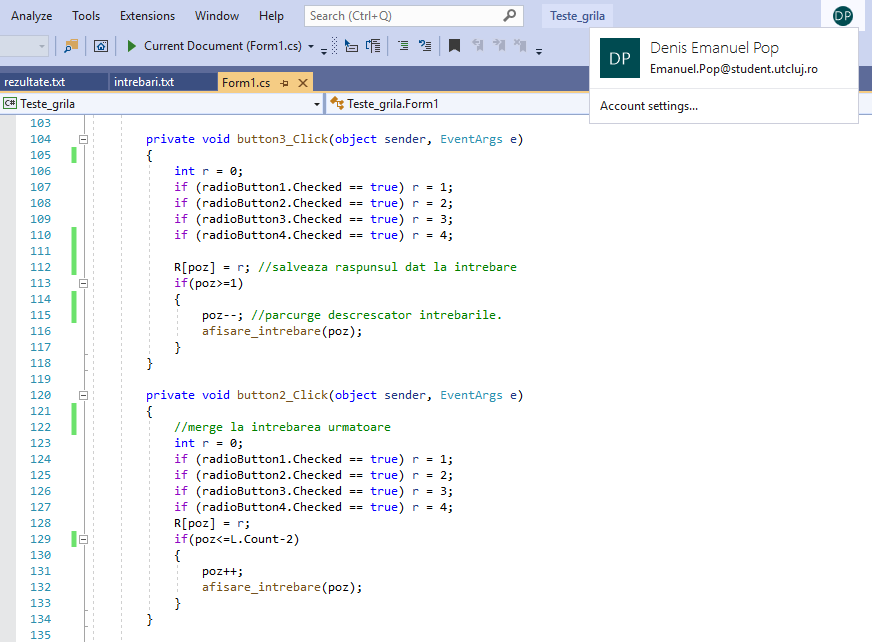 Analyze Tools Extensions Window Help Search (Ctrl+Q) Teste_grila DP
Current Document (Form1.cs)
DP Denis Emanuel Pop
Emanuel.Pop@student.utcluj.ro
Account settings...
rezultate.txt intrebari.txt Form1.cs
C# Teste_grila Teste_grila.Form1
103
104 private void button3_Click(object sender, EventArgs e)
105 {
106 int r = 0;
107 if (radioButton1.Checked == true) r = 1;
108 if (radioButton2.Checked == true) r = 2;
109 if (radioButton3.Checked == true) r = 3;
110 if (radioButton4.Checked == true) r = 4;
111
112 R[poz] = r; //salveaza raspunsul dat la intrebare
113 if(poz>=1)
114 {
115 poz--; //parcurge descrescator intrebarile.
116 afisare_intrebare(poz);
117 }
118 }
119
120 private void button2_Click(object sender, EventArgs e)
121 {
122 //merge la intrebarea urmatoare
123 int r = 0;
124 if (radioButton1.Checked == true) r = 1;
125 if (radioButton2.Checked == true) r = 2;
126 if (radioButton3.Checked == true) r = 3;
127 if (radioButton4.Checked == true) r = 4;
128 R[poz] = r;
129 if(poz<=L.Count-2)
130 {
131 poz++;
132 afisare_intrebare(poz);
133 }
134 }
135